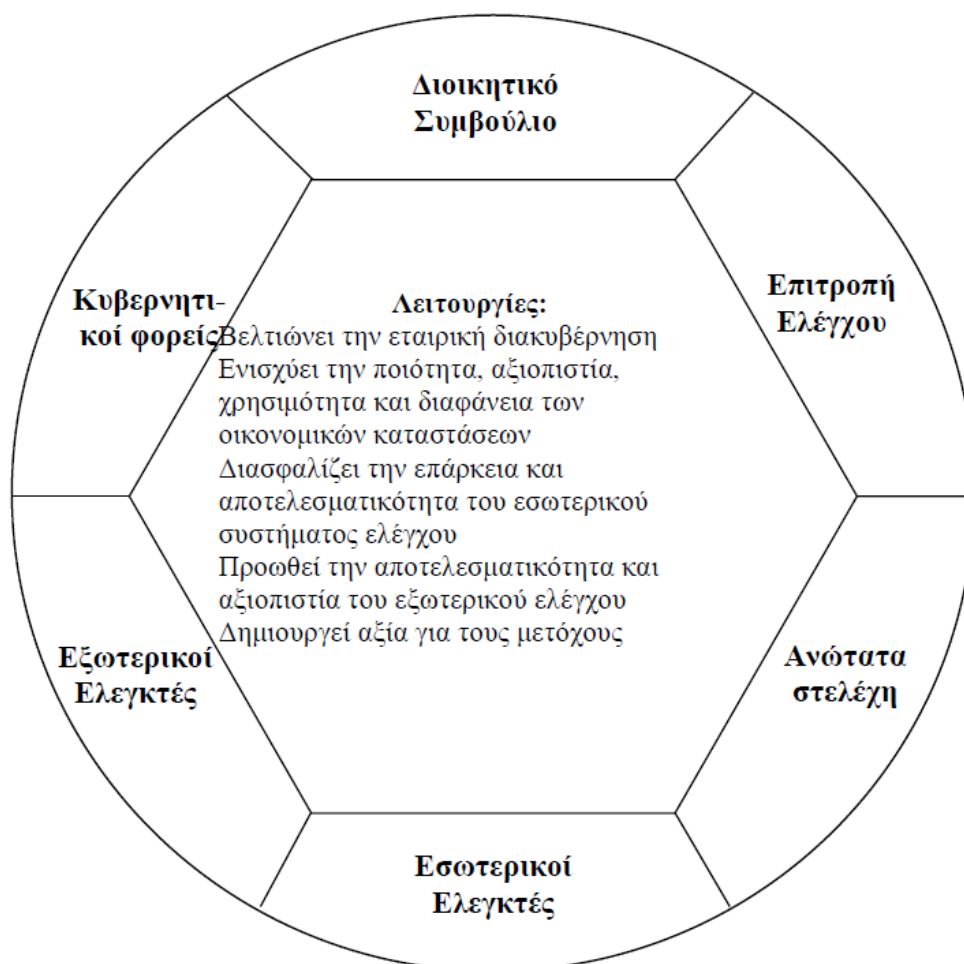 Διοικητικό
Συμβούλιο
Επιτροπή
Ελέγχου
Κυβερνητι-
κοί φορείς
Λειτουργίες:
Βελτιώνει την εταιρική διακυβέρνηση
Ενισχύει την ποιότητα, αξιοπιστία,
χρησιμότητα και διαφάνεια των
οικονομικών καταστάσεων
Διασφαλίζει την επάρκεια και
αποτελεσματικότητα του εσωτερικού
συστήματος ελέγχου
Προωθεί την αποτελεσματικότητα και
αξιοπιστία του εξωτερικού ελέγχου
Δημιουργεί αξία για τους μετόχους
Εξωτερικοί
Ελεγκτές
Ανώτατα
στελέχη
Εσωτερικοί
Ελεγκτές